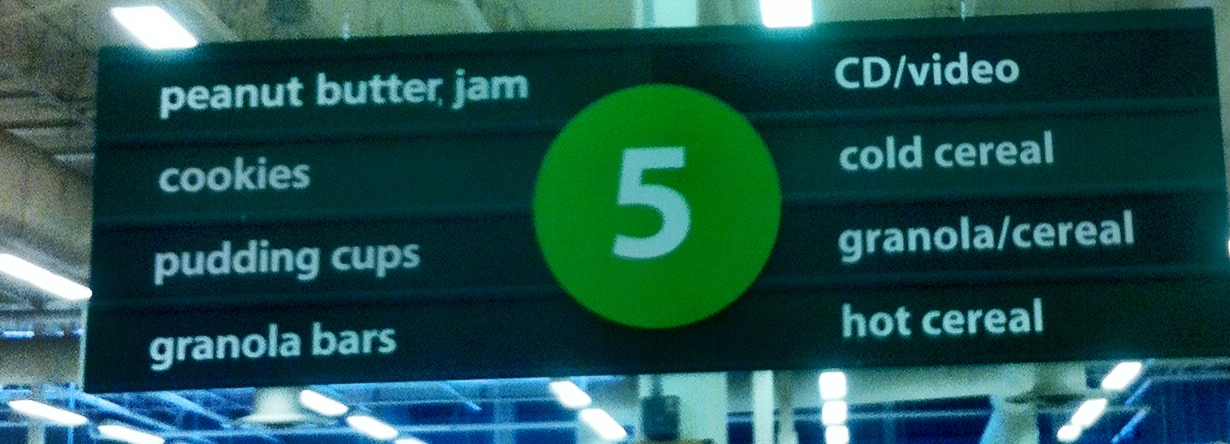 peanut butter, jam
cookies
pudding cups
granola bars
5
CD/video
cold cereal
granola/cereal
hot cereal